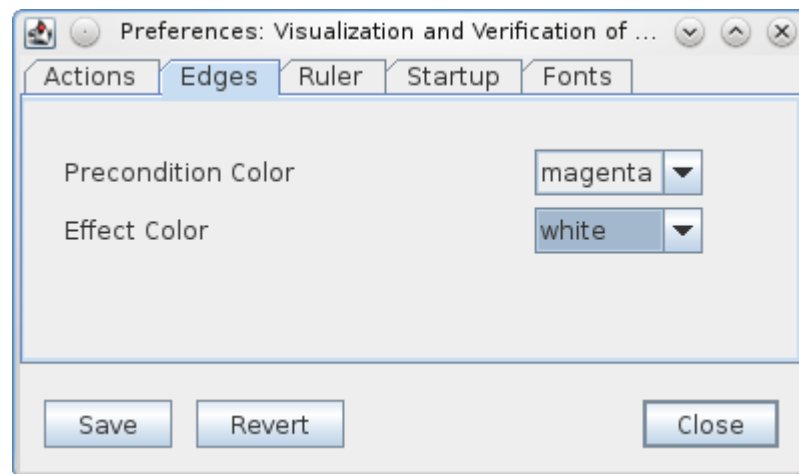 Preferences: Visualization and Verification of ...
Actions Edges Ruler Startup Fonts
Precondition Color magenta
Effect Color white
Save Revert Close